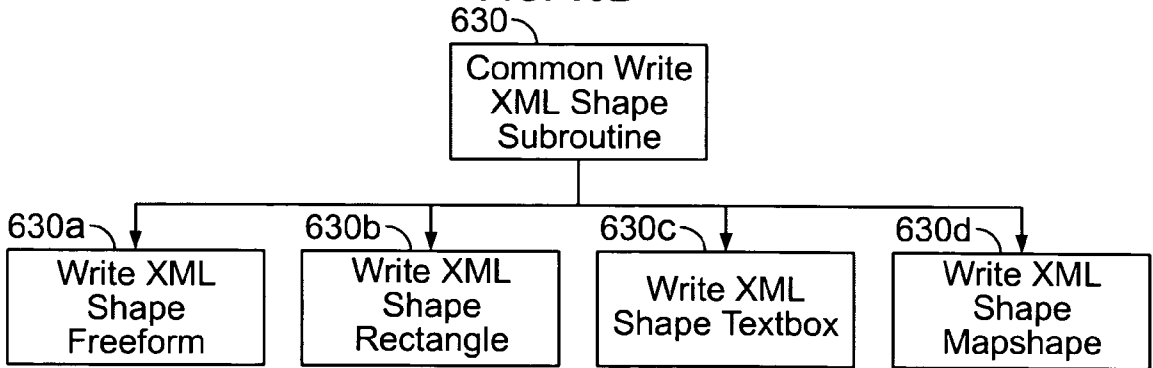 630
Common Write
XML Shape
Subroutine
630a
Write XML
Shape
Freeform
630b
Write XML
Shape
Rectangle
630c
Write XML
Shape Textbox
630d
Write XML
Shape
Mapshape